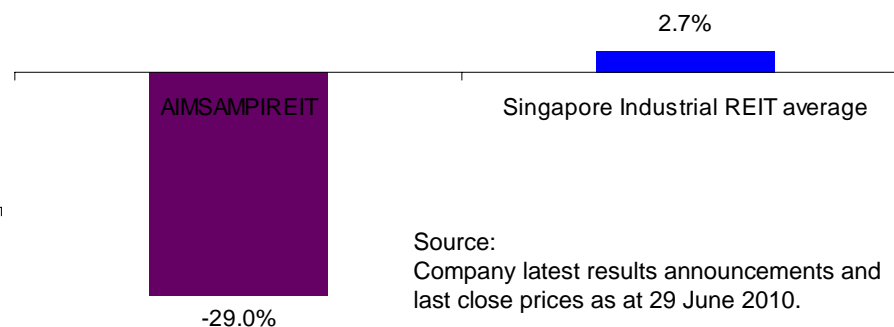 2.7%
AIMSAMPIREIT
Singapore Industrial REIT average
Source:
Company latest results announcements and
last close prices as at 29 June 2010.
-29.0%